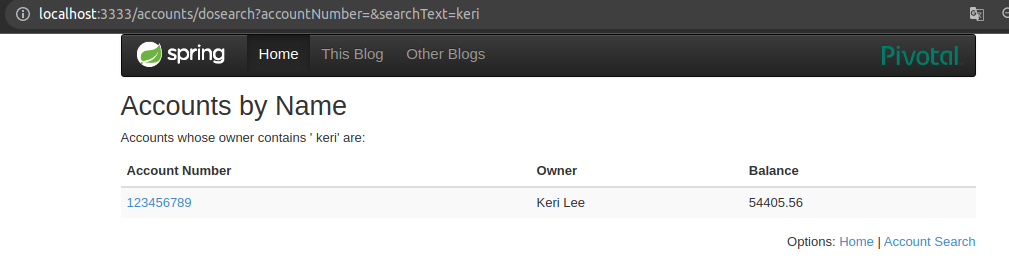 localhost:3333/accounts/dosearch?accountNumber=&searchText=keri
spring Home This Blog Other Blogs Pivotal
Accounts by Name
Accounts whose owner contains ' keri' are:
Account Number Owner Balance
123456789 Keri Lee 54405.56
Options: Home | Account Search